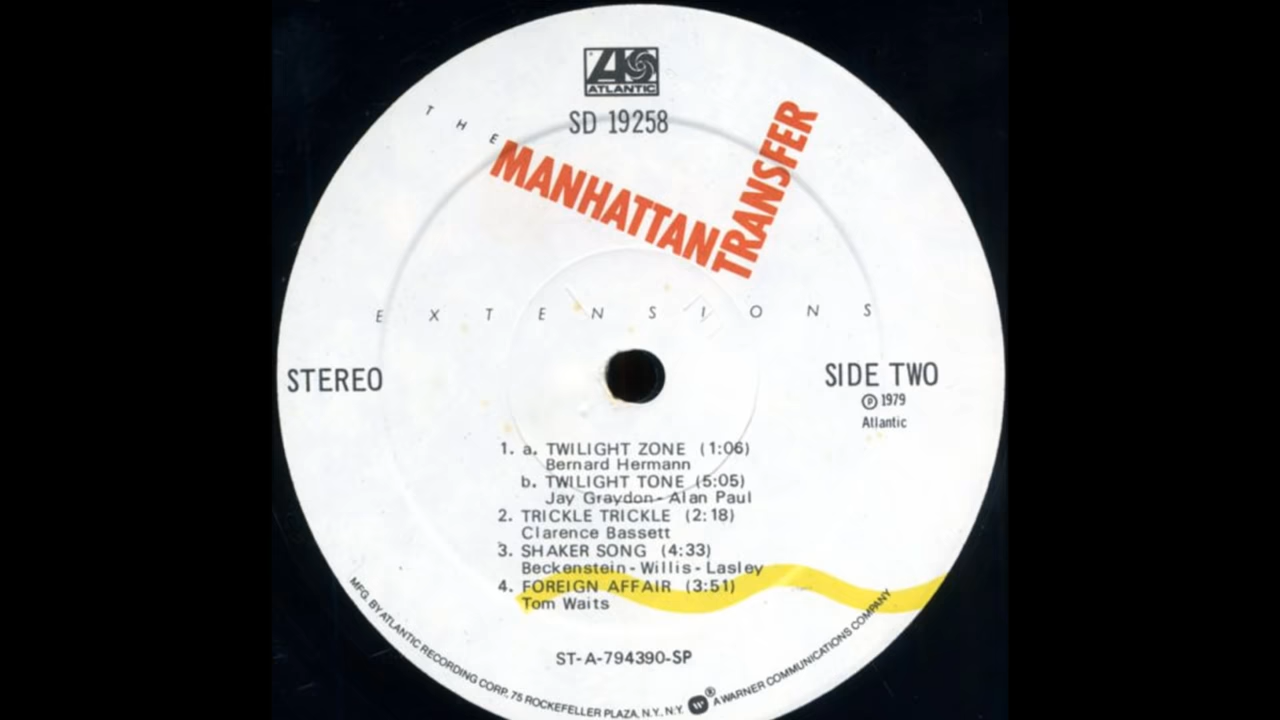 ATLANTIC
SD 19258
THE
MANHATTAN
TRANSFER
EXTENSIONS
STEREO
SIDE TWO
Ⓟ 1979
Atlantic
1. a. TWILIGHT ZONE (1:06)
Bernard Hermann
b. TWILIGHT TONE (5:05)
Jay Graydon - Alan Paul
2. TRICKLE TRICKLE (2:18)
Clarence Bassett
3. SHAKER SONG (4:33)
Beckenstein - Willis - Lasley
4. FOREIGN AFFAIR (3:51)
Tom Waits
ST-A-794390-SP
MFG. BY ATLANTIC RECORDING CORP., 75 ROCKEFELLER PLAZA, N.Y., N.Y. ® A WARNER COMMUNICATIONS COMPANY